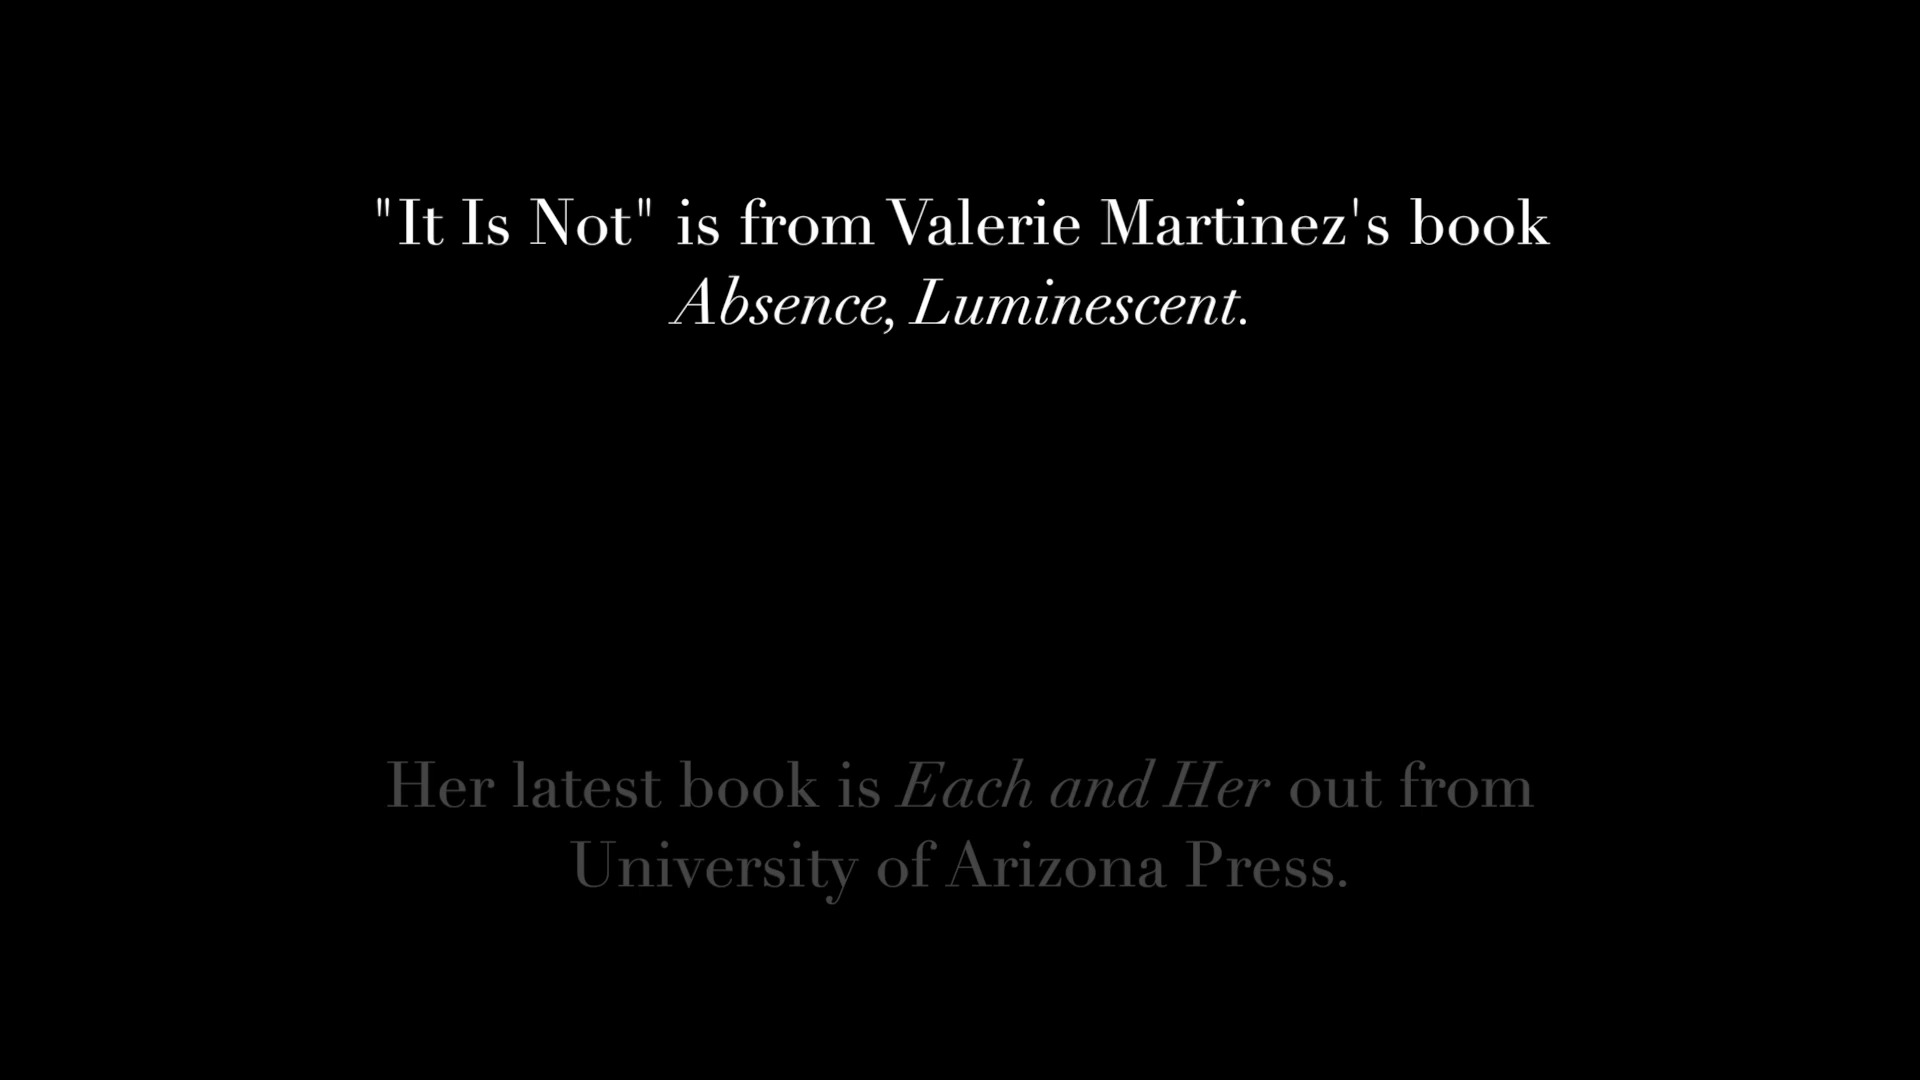 "It Is Not" is from Valerie Martinez's book
Absence, Luminescent.
Her latest book is Each and Her out from
University of Arizona Press.